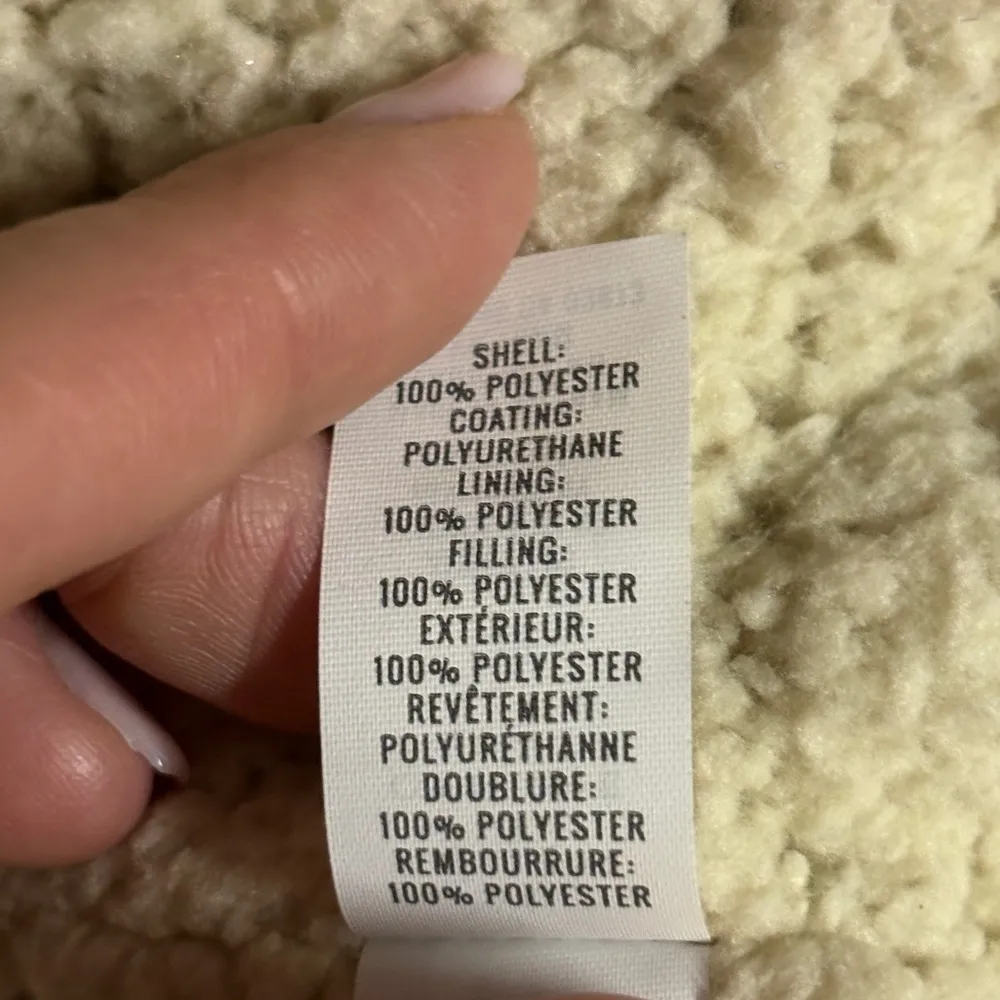 SHELL:
100% POLYESTER
COATING:
POLYURETHANE
LINING:
100% POLYESTER
FILLING:
100% POLYESTER
EXTÉRIEUR:
100% POLYESTER
REVÊTEMENT:
POLYURÉTHANNE
DOUBLURE:
100% POLYESTER
REMBOURRURE:
100% POLYESTER